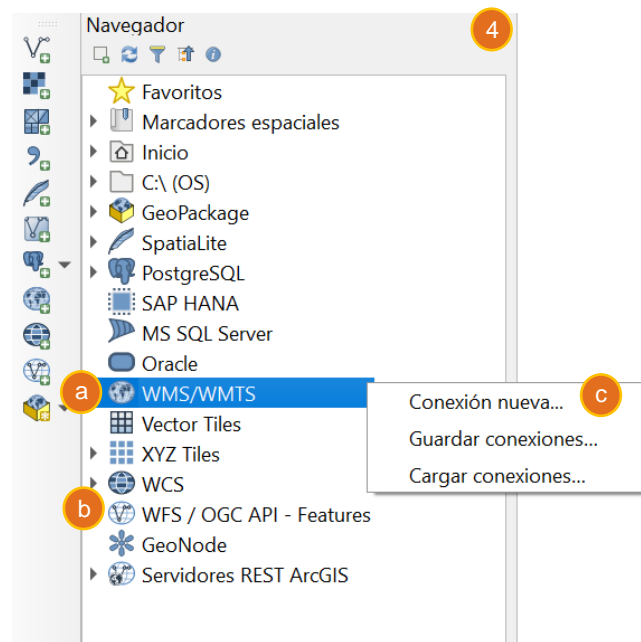 Navegador
4
Favoritos
Marcadores espaciales
Inicio
C:\ (OS)
GeoPackage
SpatiaLite
PostgreSQL
SAP HANA
MS SQL Server
Oracle
a WMS/WMTS
Conexión nueva... c
Vector Tiles
Guardar conexiones...
XYZ Tiles
Cargar conexiones...
WCS
b WFS / OGC API - Features
GeoNode
Servidores REST ArcGIS